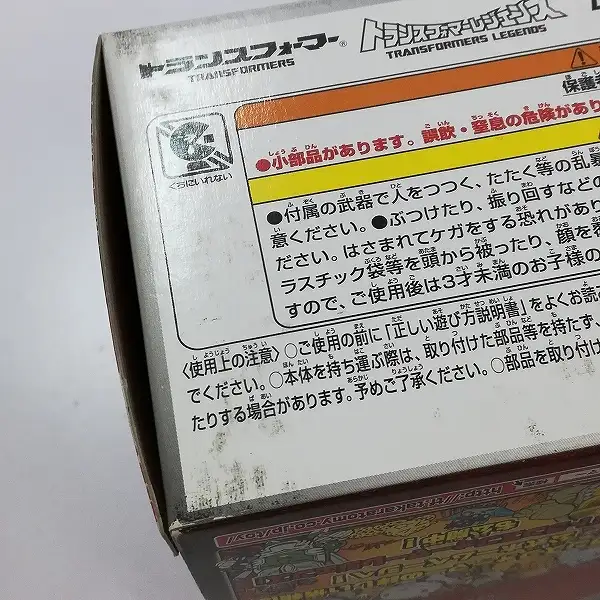 トランスフォーマー®
TRANSFORMERS
トランスフォーマーレジェンズ
TRANSFORMERS LEGENDS
保護者
くちにいれない
●小部品があります。誤飲・窒息の危険があり
●付属の武器で人をつつく、たたく等の乱暴
意ください。●ぶつけたり、振り回すなどの
ださい。はさまれてケガをする恐れがあり
ラスチック袋等を頭から被ったり、顔を覆
すので、ご使用後は3才未満のお子様の
〈使用上の注意〉○ご使用の前に「正しい遊び方説明書」をよくお読
でください。○本体を持ち運ぶ際は、取り付けた部品等を持たず、
たりする場合があります。予めご了承ください。○部品を取り付け